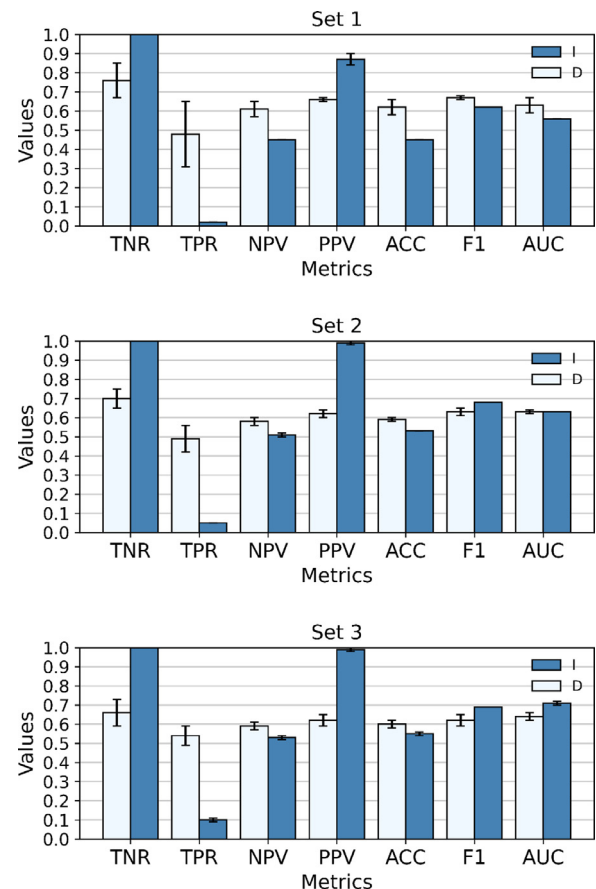 Set 1
1.0
0.9
0.8
0.7
0.6
0.5
0.4
0.3
0.2
0.1
0.0
Values
I
D
TNR TPR NPV PPV ACC F1 AUC
Metrics
Set 2
1.0
0.9
0.8
0.7
0.6
0.5
0.4
0.3
0.2
0.1
0.0
Values
I
D
TNR TPR NPV PPV ACC F1 AUC
Metrics
Set 3
1.0
0.9
0.8
0.7
0.6
0.5
0.4
0.3
0.2
0.1
0.0
Values
I
D
TNR TPR NPV PPV ACC F1 AUC
Metrics